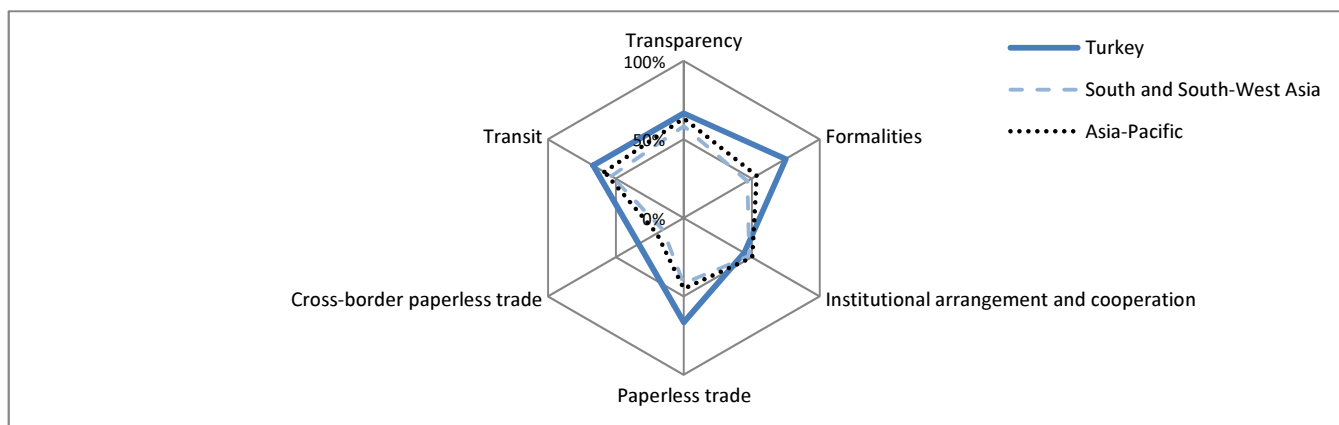 Transparency
100%
Turkey
South and South-West Asia
Asia-Pacific
Transit
50%
Formalities
0%
Cross-border paperless trade
Institutional arrangement and cooperation
Paperless trade